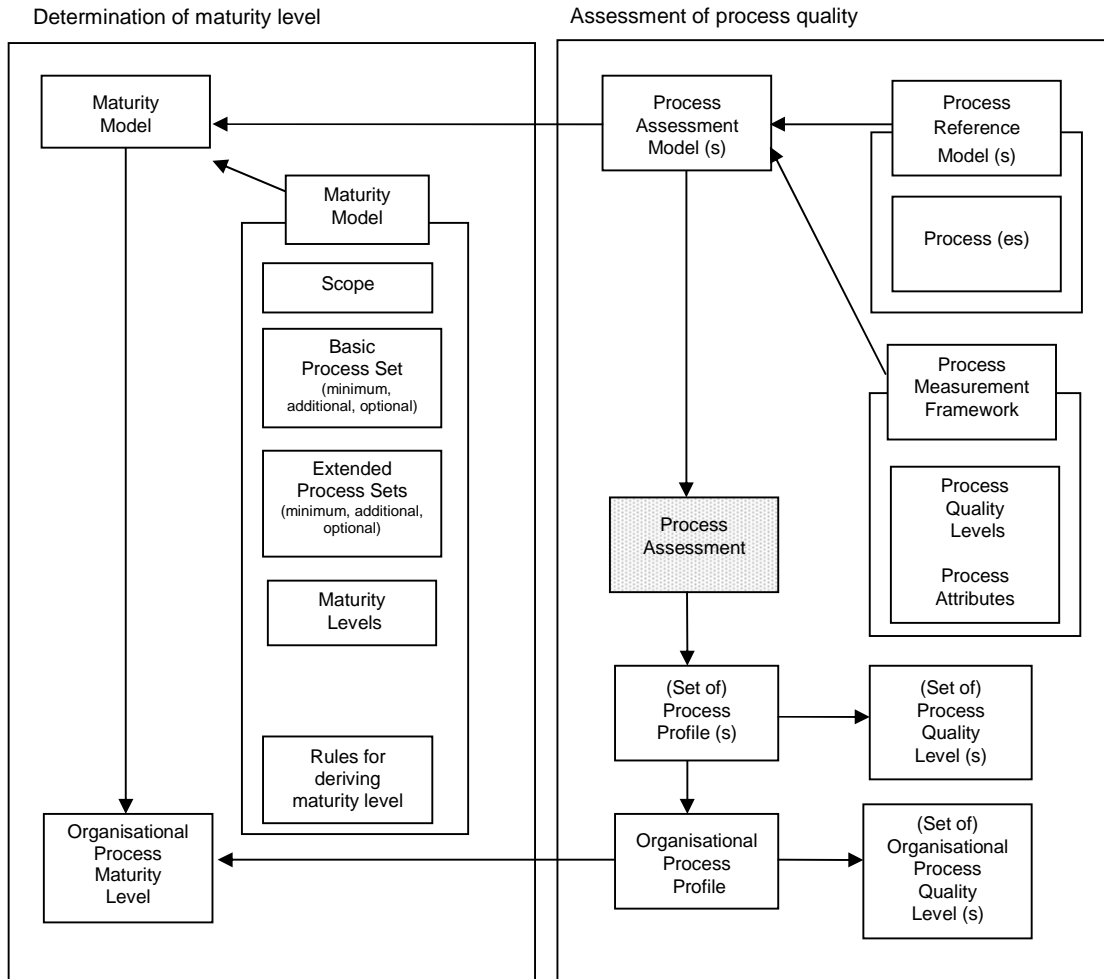 Determination of maturity level
Maturity
Model
Maturity
Model
Scope
Basic
Process Set
(minimum,
additional, optional)
Extended
Process Sets
(minimum, additional,
optional)
Maturity
Levels
Rules for
deriving
maturity level
Organisational
Process
Maturity
Level
Assessment of process quality
Process
Assessment
Model (s)
Process
Reference
Model (s)
Process (es)
Process
Measurement
Framework
Process
Quality
Levels
Process
Attributes
Process
Assessment
(Set of)
Process
Profile (s)
(Set of)
Process
Quality
Level (s)
Organisational
Process
Profile
(Set of)
Organisational
Process
Quality
Level (s)